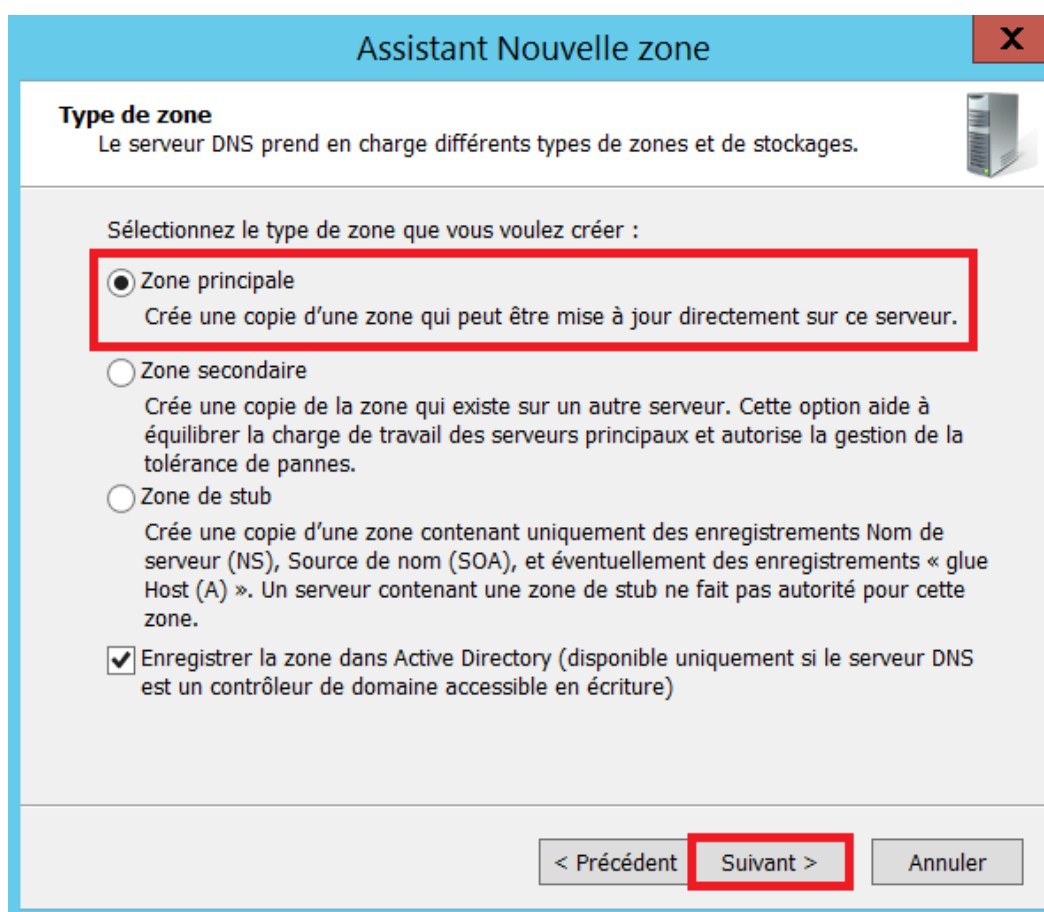 Assistant Nouvelle zone
X
Type de zone
Le serveur DNS prend en charge différents types de zones et de stockages.
Sélectionnez le type de zone que vous voulez créer :
Zone principale
Crée une copie d'une zone qui peut être mise à jour directement sur ce serveur.
Zone secondaire
Crée une copie de la zone qui existe sur un autre serveur. Cette option aide à
équilibrer la charge de travail des serveurs principaux et autorise la gestion de la
tolérance de pannes.
Zone de stub
Crée une copie d'une zone contenant uniquement des enregistrements Nom de
serveur (NS), Source de nom (SOA), et éventuellement des enregistrements « glue
Host (A) ». Un serveur contenant une zone de stub ne fait pas autorité pour cette
zone.
Enregistrer la zone dans Active Directory (disponible uniquement si le serveur DNS
est un contrôleur de domaine accessible en écriture)
< Précédent Suivant > Annuler